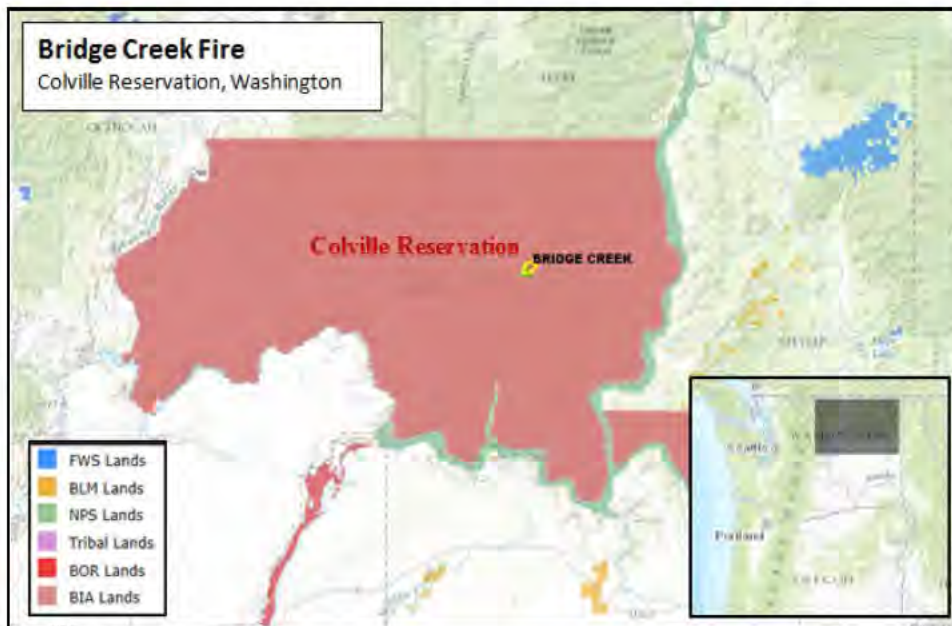 Bridge Creek Fire
Colville Reservation, Washington
Colville Reservation
BRIDGE CREEK
FWS Lands
BLM Lands
NPS Lands
Tribal Lands
BOR Lands
BIA Lands
Portland